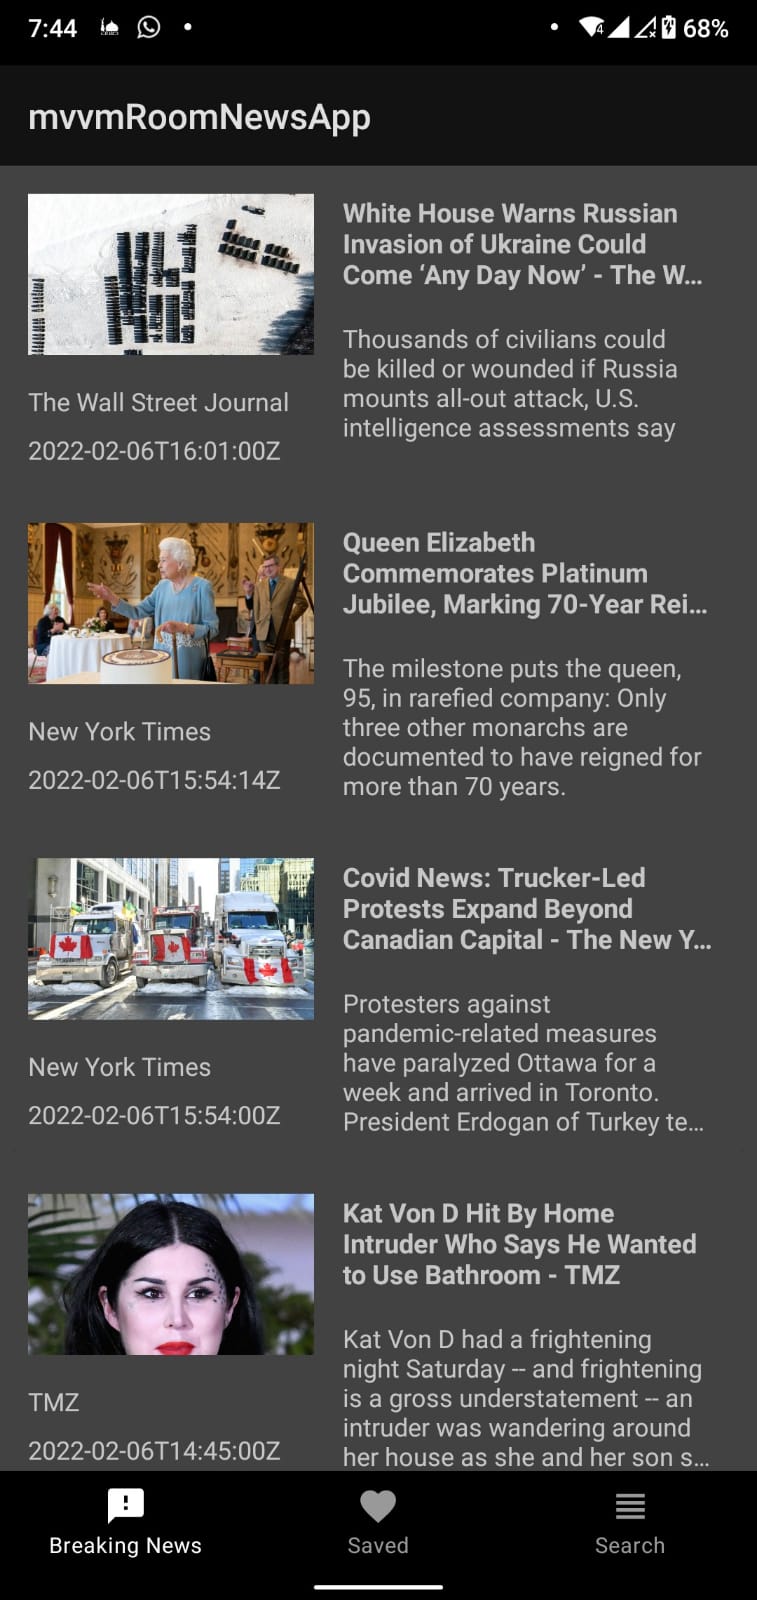 7:44
4
68%
mvvmRoomNewsApp
White House Warns Russian
Invasion of Ukraine Could
Come ‘Any Day Now’ - The W...
Thousands of civilians could
be killed or wounded if Russia
mounts all-out attack, U.S.
intelligence assessments say
The Wall Street Journal
2022-02-06T16:01:00Z
Queen Elizabeth
Commemorates Platinum
Jubilee, Marking 70-Year Rei...
The milestone puts the queen,
95, in rarefied company: Only
three other monarchs are
documented to have reigned for
more than 70 years.
New York Times
2022-02-06T15:54:14Z
Covid News: Trucker-Led
Protests Expand Beyond
Canadian Capital - The New Y...
Protesters against
pandemic-related measures
have paralyzed Ottawa for a
week and arrived in Toronto.
President Erdogan of Turkey te...
New York Times
2022-02-06T15:54:00Z
Kat Von D Hit By Home
Intruder Who Says He Wanted
to Use Bathroom - TMZ
Kat Von D had a frightening
night Saturday -- and frightening
is a gross understatement -- an
intruder was wandering around
her house as she and her son s...
TMZ
2022-02-06T14:45:00Z
Breaking News
Saved
Search